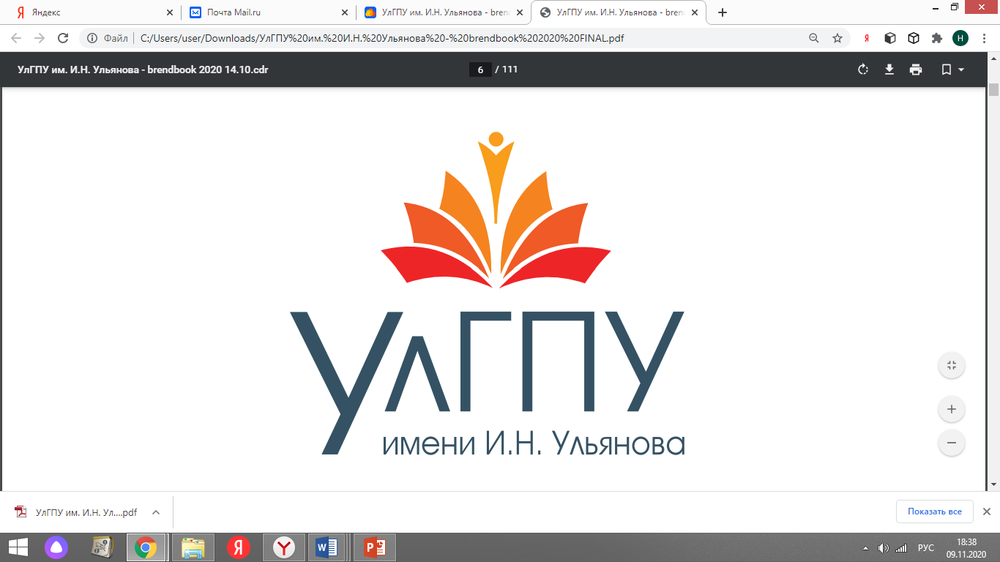 Яндекс
Почта Mail.ru
УлГПУ им. И.Н. Ульянова - bren
УлГПУ им. И.Н. Ульянова - bren
Файл
C:/Users/user/Downloads/УлГПУ%20им.%20И.Н.%20Ульянова%20-%20brendbook%202020%20FINAL.pdf
Я
Н
УлГПУ им. И.Н. Ульянова - brendbook 2020 14.10.cdr
6 / 111
УлГПУ
имени И.Н. Ульянова
УлГПУ им. И.Н. Ул....pdf
Показать все
РУС
18:38
09.11.2020